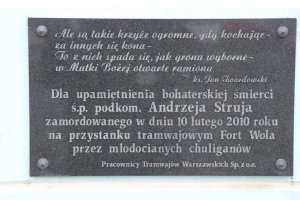 Ale są takie krzyże ogromne, gdy kochając-
za innych się kona -
To z nich spada się, jak grona wyborne-
w Matki Bożej otwarte ramiona
ks. Jan Twardowski
Dla upamiętnienia bohaterskiej śmierci
ś.p. podkom. Andrzeja Struja
zamordowanego w dniu 10 lutego 2010 roku
na przystanku tramwajowym Fort Wola
przez młodocianych chuliganów
Pracownicy Tramwajów Warszawskich Sp. z o.o.